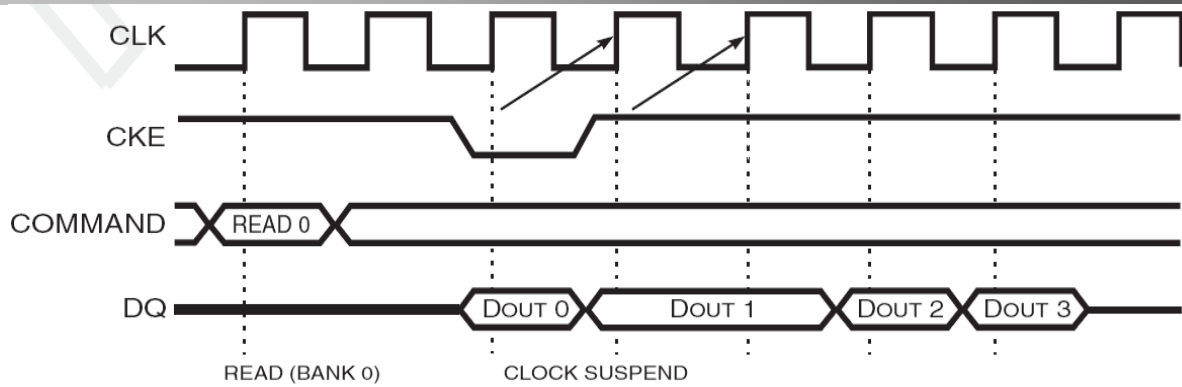 CLK
CKE
COMMAND READ 0
DQ DOUT 0 DOUT 1 DOUT 2 DOUT 3
READ (BANK 0) CLOCK SUSPEND